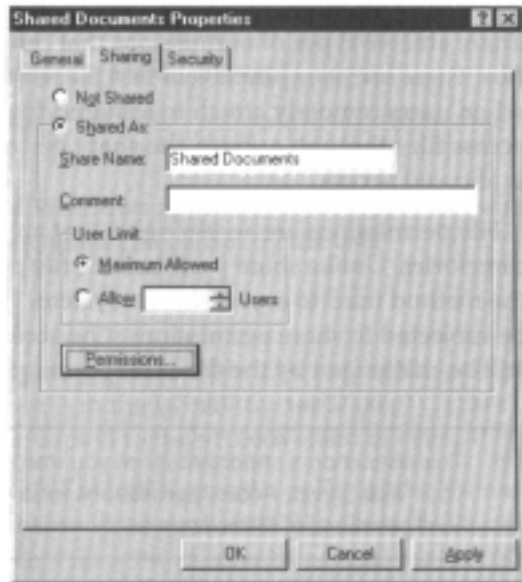 Shared Documents Properties
General Sharing Security
Not Shared
Shared As:
Share Name: Shared Documents
Comment:
User Limit:
Maximum Allowed
Allow Users
Permissions...
OK Cancel Apply